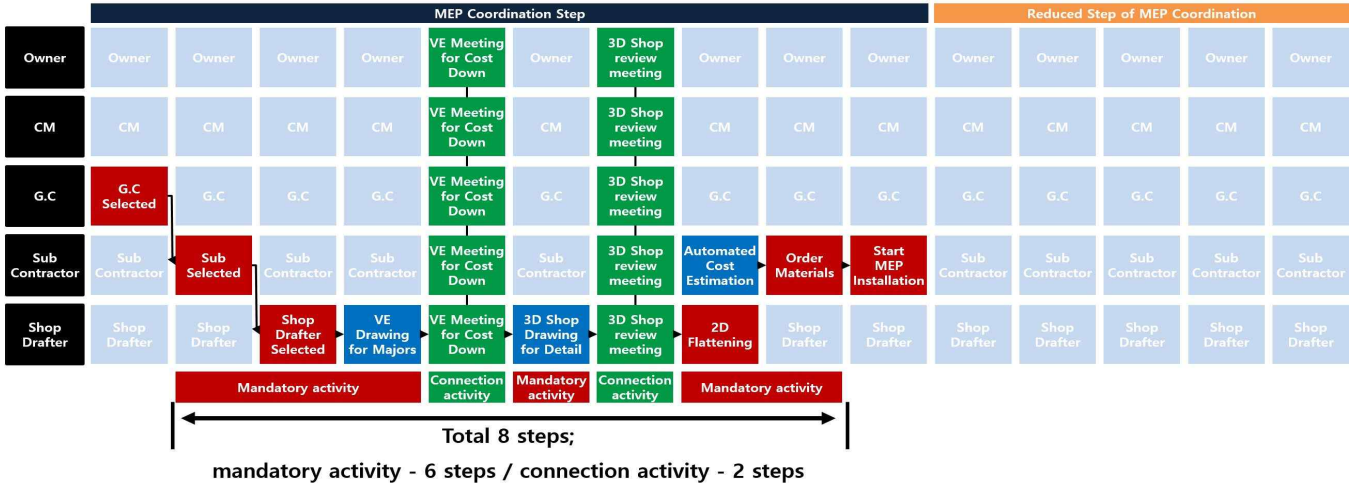 MEP Coordination Step Reduced Step of MEP Coordination
Owner Owner Owner Owner Owner VE Meeting for Cost Down Owner 3D Shop review meeting Owner Owner Owner Owner Owner Owner Owner Owner
CM CM CM CM CM VE Meeting for Cost Down CM 3D Shop review meeting CM CM CM CM CM CM CM CM
G.C G.C Selected G.C G.C G.C VE Meeting for Cost Down G.C 3D Shop review meeting G.C G.C G.C G.C G.C G.C G.C G.C
Sub Contractor Sub Contractor Sub Selected Sub Contractor Sub Contractor VE Meeting for Cost Down Sub Contractor 3D Shop review meeting Automated Cost Estimation Order Materials Start MEP Installation Sub Contractor Sub Contractor Sub Contractor Sub Contractor Sub Contractor
Shop Drafter Shop Drafter Shop Drafter Shop Drafter Selected VE Drawing for Majors VE Meeting for Cost Down 3D Shop Drawing for Detail 3D Shop review meeting 2D Flattening Shop Drafter Shop Drafter Shop Drafter Shop Drafter Shop Drafter Shop Drafter Shop Drafter
Mandatory activity Connection activity Mandatory activity Connection activity Mandatory activity
Total 8 steps;
mandatory activity - 6 steps / connection activity - 2 steps